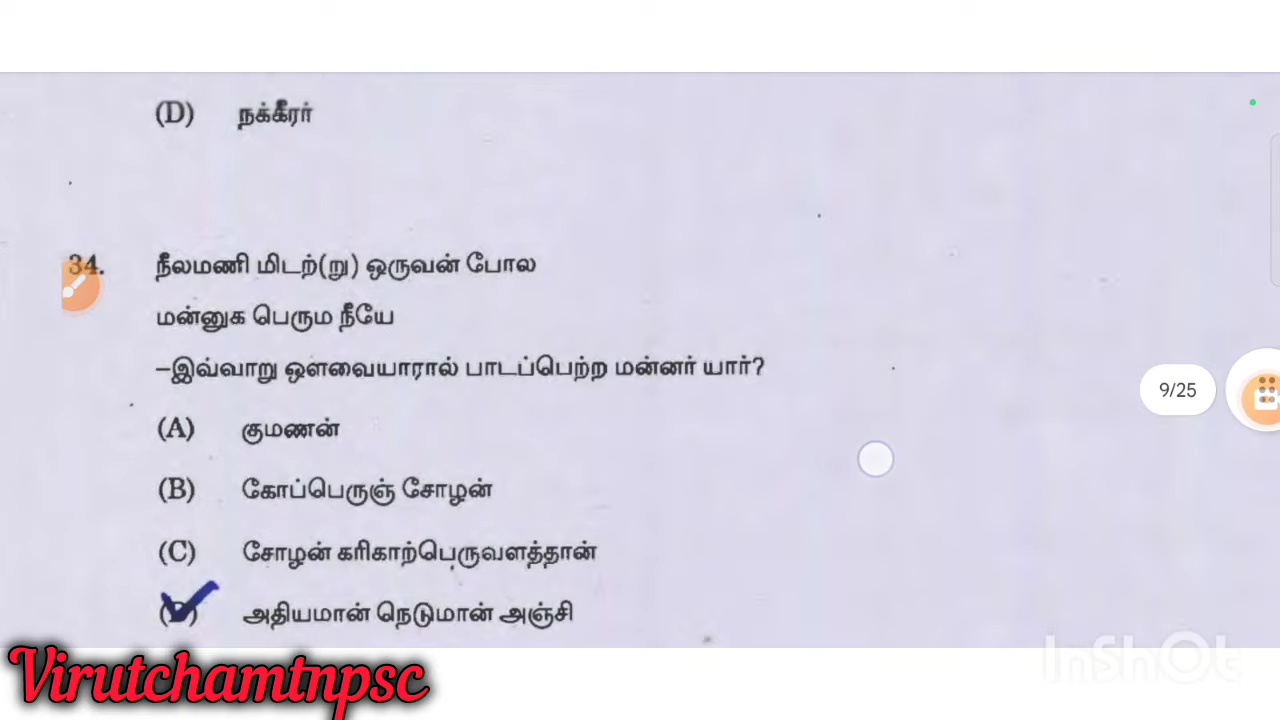 (D) நக்கீரர்
34. நீலமணி மிடற்(று) ஒருவன் போல
மன்னுக பெரும நீயே
–இவ்வாறு ஔவையாரால் பாடப்பெற்ற மன்னர் யார்?
9/25
(A) குமணன்
(B) கோப்பெருஞ் சோழன்
(C) சோழன் கரிகாற்பெருவளத்தான்
(D) அதியமான் நெடுமான் அஞ்சி
InShOt
Virutchamtnpsc